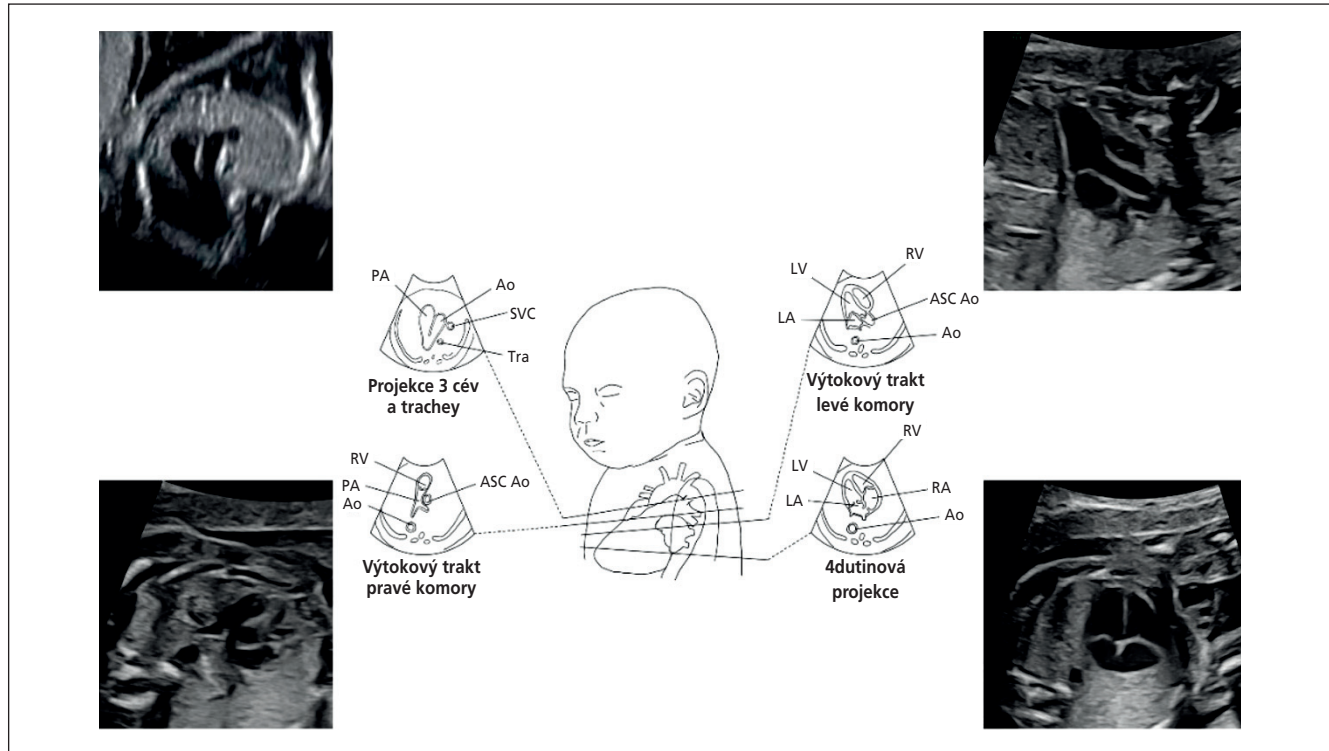 PA
Ao
SVC
Tra
Projekce 3 cév
a trachey
LV
RV
ASC Ao
LA
Ao
Výtokový trakt
levé komory
RV
PA
ASC Ao
Ao
Výtokový trakt
pravé komory
RV
LV
RA
LA
Ao
4dutinová
projekce